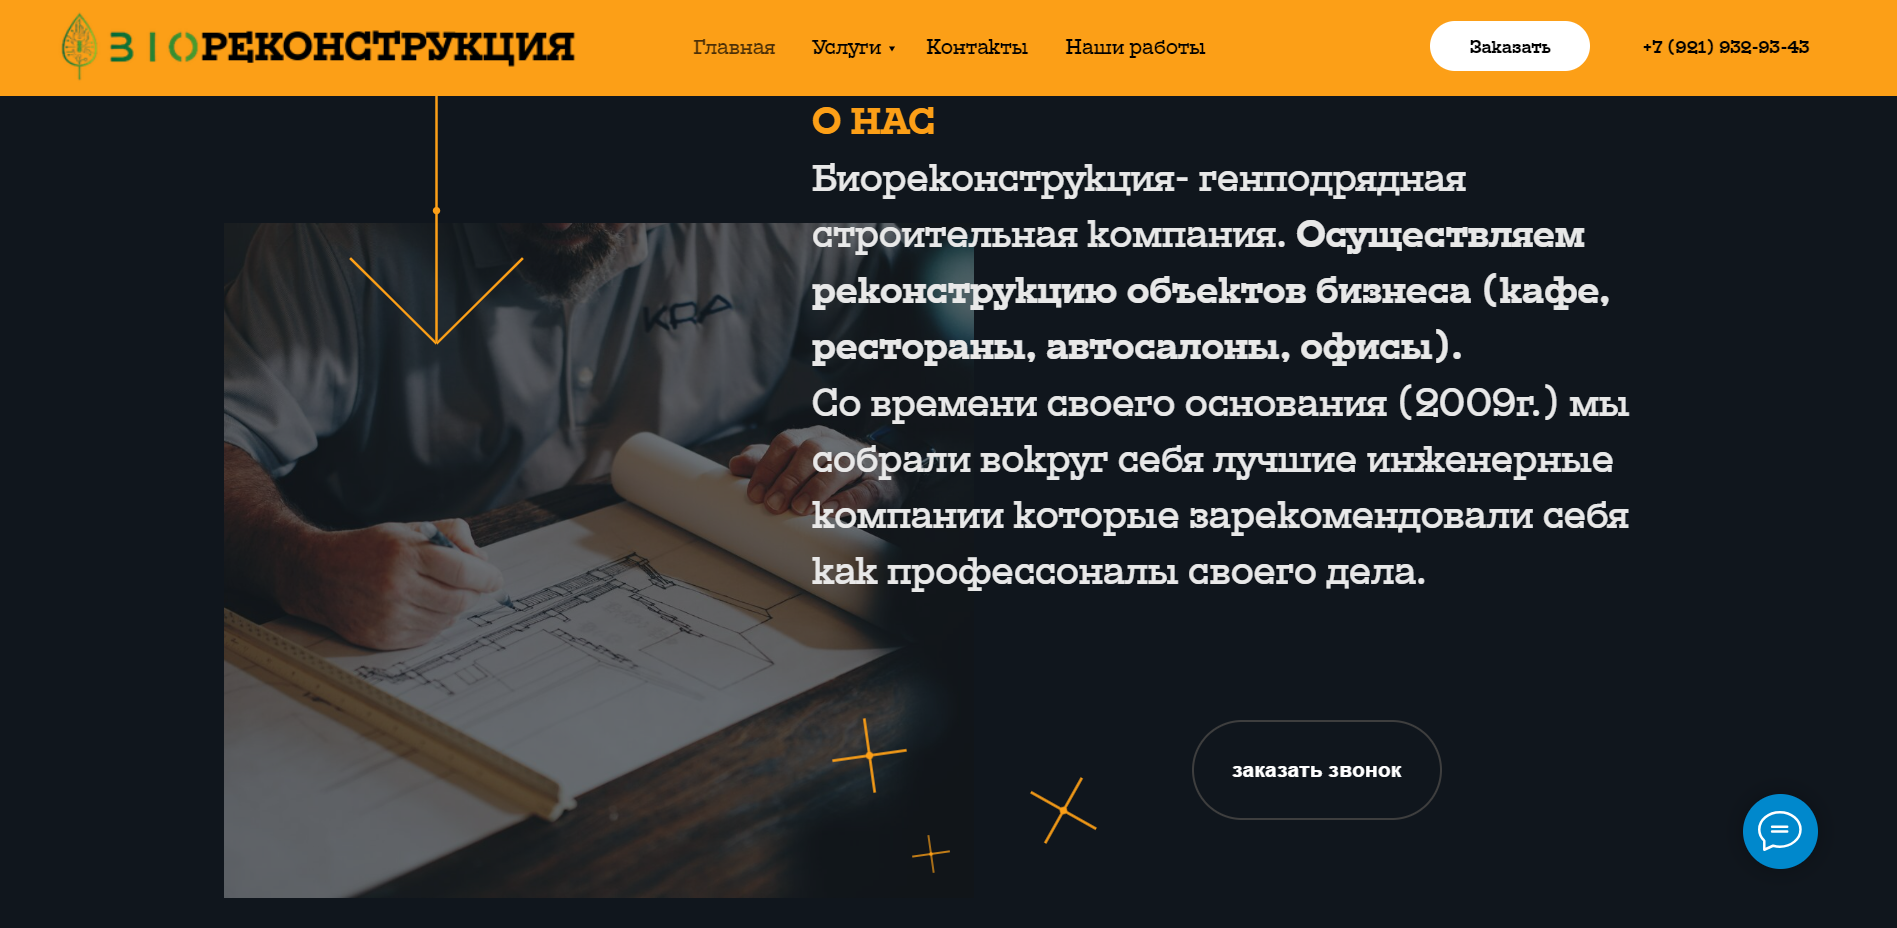 BIOРЕКОНСТРУКЦИЯ
Главная Услуги Контакты Наши работы
Заказать
+7 (921) 932-93-43
О НАС
Биореконструкция- генподрядная
строительная компания. Осуществляем
реконструкцию объектов бизнеса (кафе,
рестораны, автосалоны, офисы).
Со времени своего основания (2009г.) мы
собрали вокруг себя лучшие инженерные
компании которые зарекомендовали себя
как профессоналы своего дела.
KRA
заказать звонок